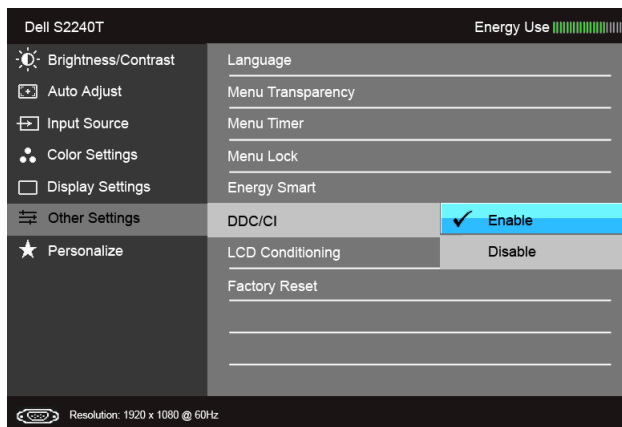 Dell S2240T
Energy Use
Brightness/Contrast
Auto Adjust
Input Source
Color Settings
Display Settings
Other Settings
Personalize
Language
Menu Transparency
Menu Timer
Menu Lock
Energy Smart
DDC/CI
Enable
Disable
LCD Conditioning
Factory Reset
Resolution: 1920 x 1080 @ 60Hz